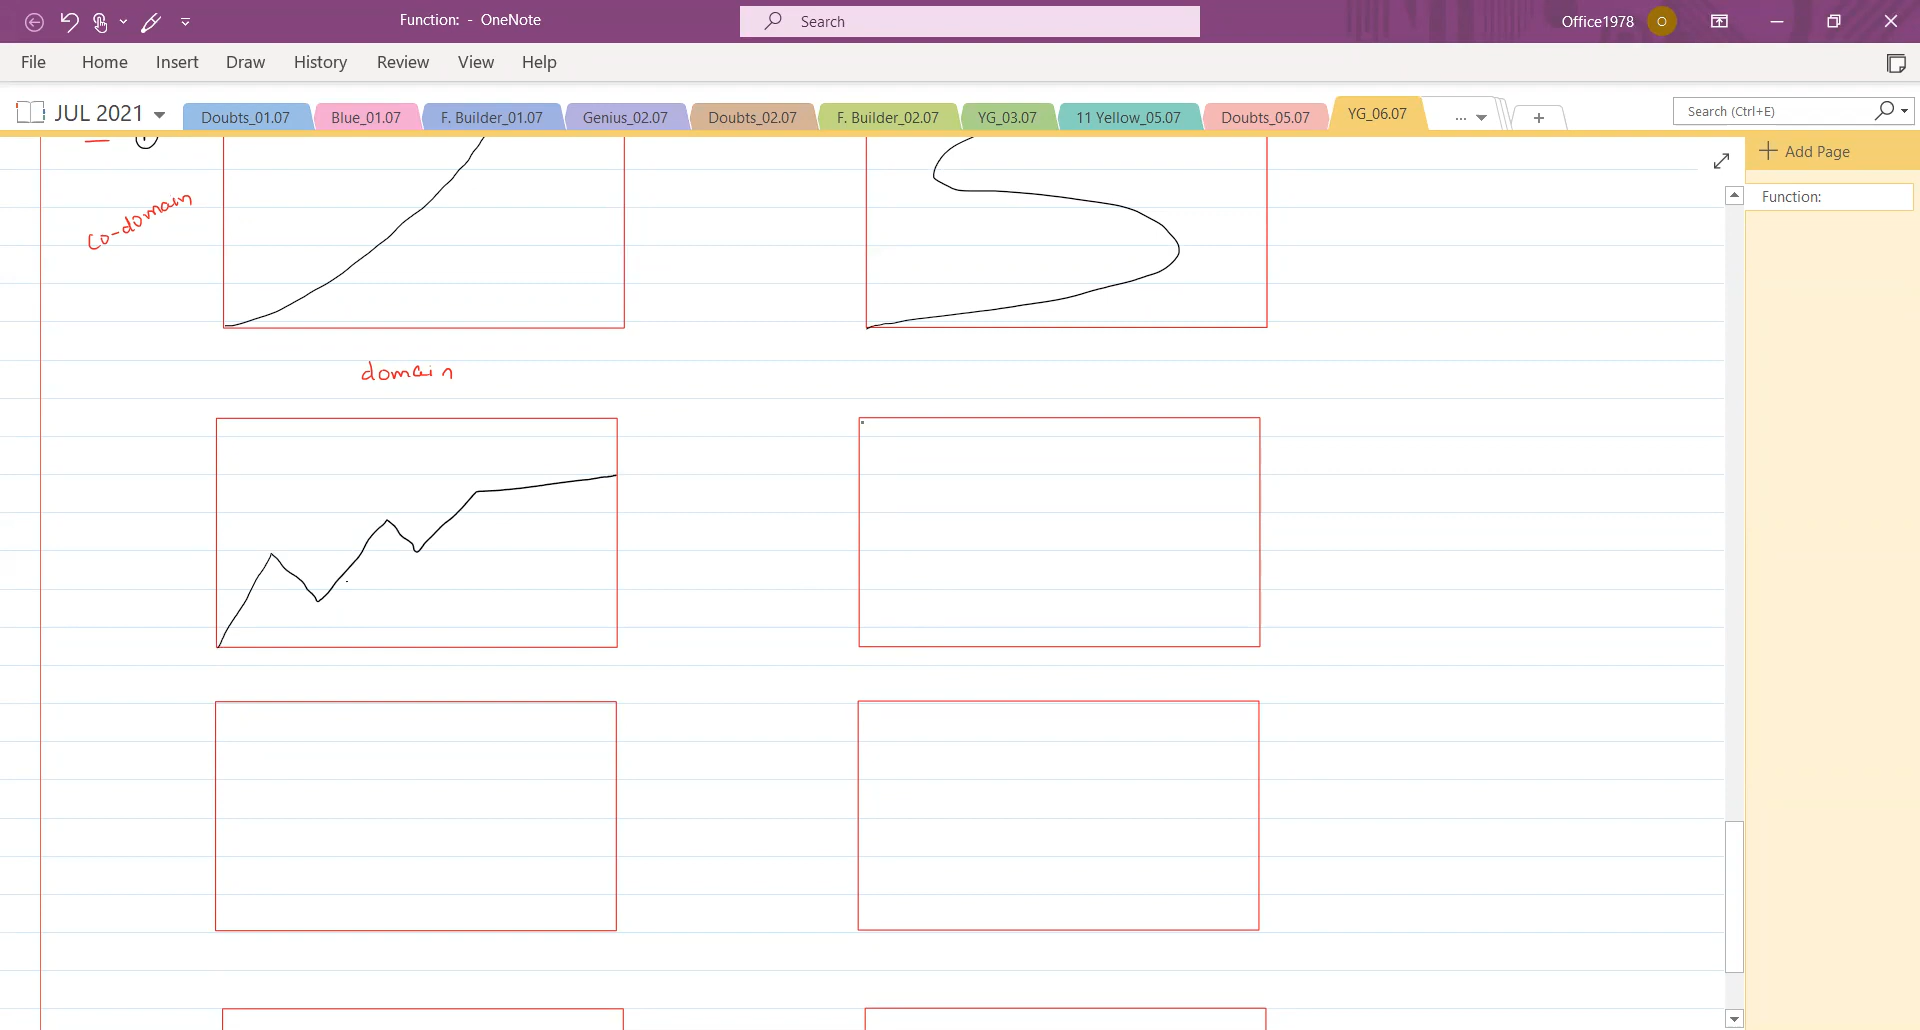 Function: - OneNote
Search
Office1978
O
File Home Insert Draw History Review View Help
JUL 2021
Doubts_01.07 Blue_01.07 F. Builder_01.07 Genius_02.07 Doubts_02.07 F. Builder_02.07 YG_03.07 11 Yellow_05.07 Doubts_05.07 YG_06.07 ... +
Search (Ctrl+E)
Add Page
Function:
co-domain
domain